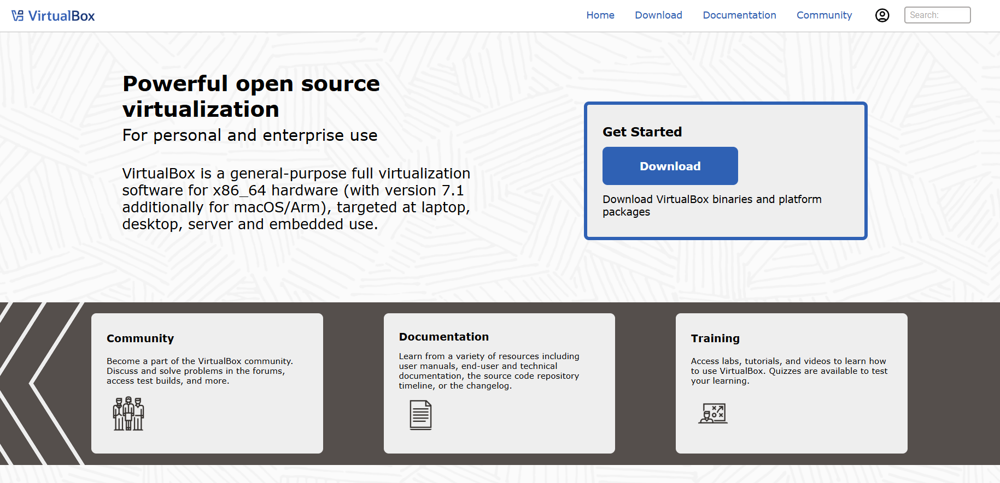 VirtualBox
Home
Download
Documentation
Community
Search:
Powerful open source
virtualization
For personal and enterprise use
VirtualBox is a general-purpose full virtualization
software for x86_64 hardware (with version 7.1
additionally for macOS/Arm), targeted at laptop,
desktop, server and embedded use.
Get Started
Download
Download VirtualBox binaries and platform
packages
Community
Become a part of the VirtualBox community.
Discuss and solve problems in the forums,
access test builds, and more.
Documentation
Learn from a variety of resources including
user manuals, end-user and technical
documentation, the source code repository
timeline, or the changelog.
Training
Access labs, tutorials, and videos to learn how
to use VirtualBox. Quizzes are available to test
your learning.